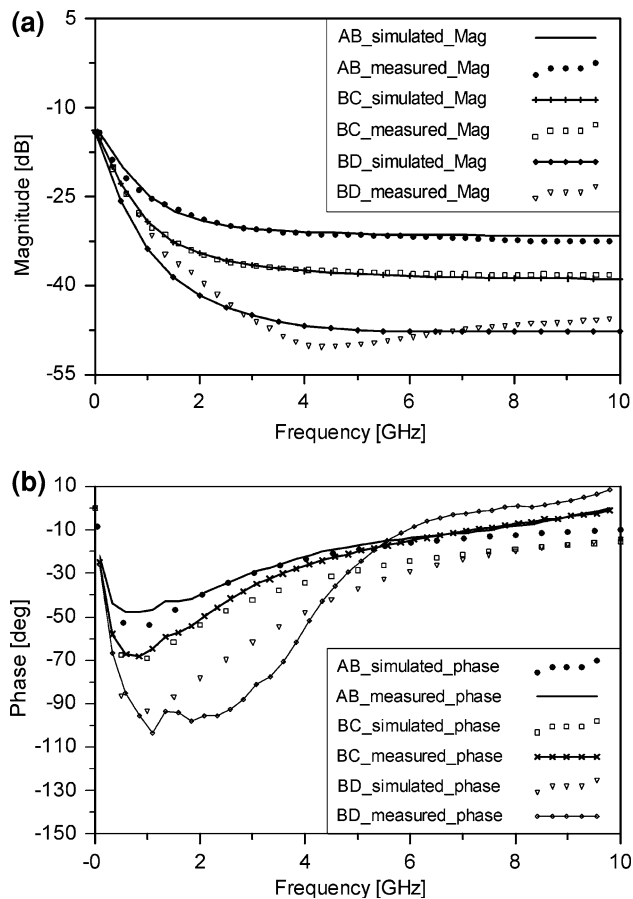 (a)
5
-10
-25
-40
-55
Magnitude [dB]
AB_simulated_Mag
AB_measured_Mag
BC_simulated_Mag
BC_measured_Mag
BD_simulated_Mag
BD_measured_Mag
0 2 4 6 8 10
Frequency [GHz]
(b)
10
-10
-30
-50
-70
-90
-110
-130
-150
Phase [deg]
AB_simulated_phase
AB_measured_phase
BC_simulated_phase
BC_measured_phase
BD_simulated_phase
BD_measured_phase
-0 2 4 6 8 10
Frequency [GHz]